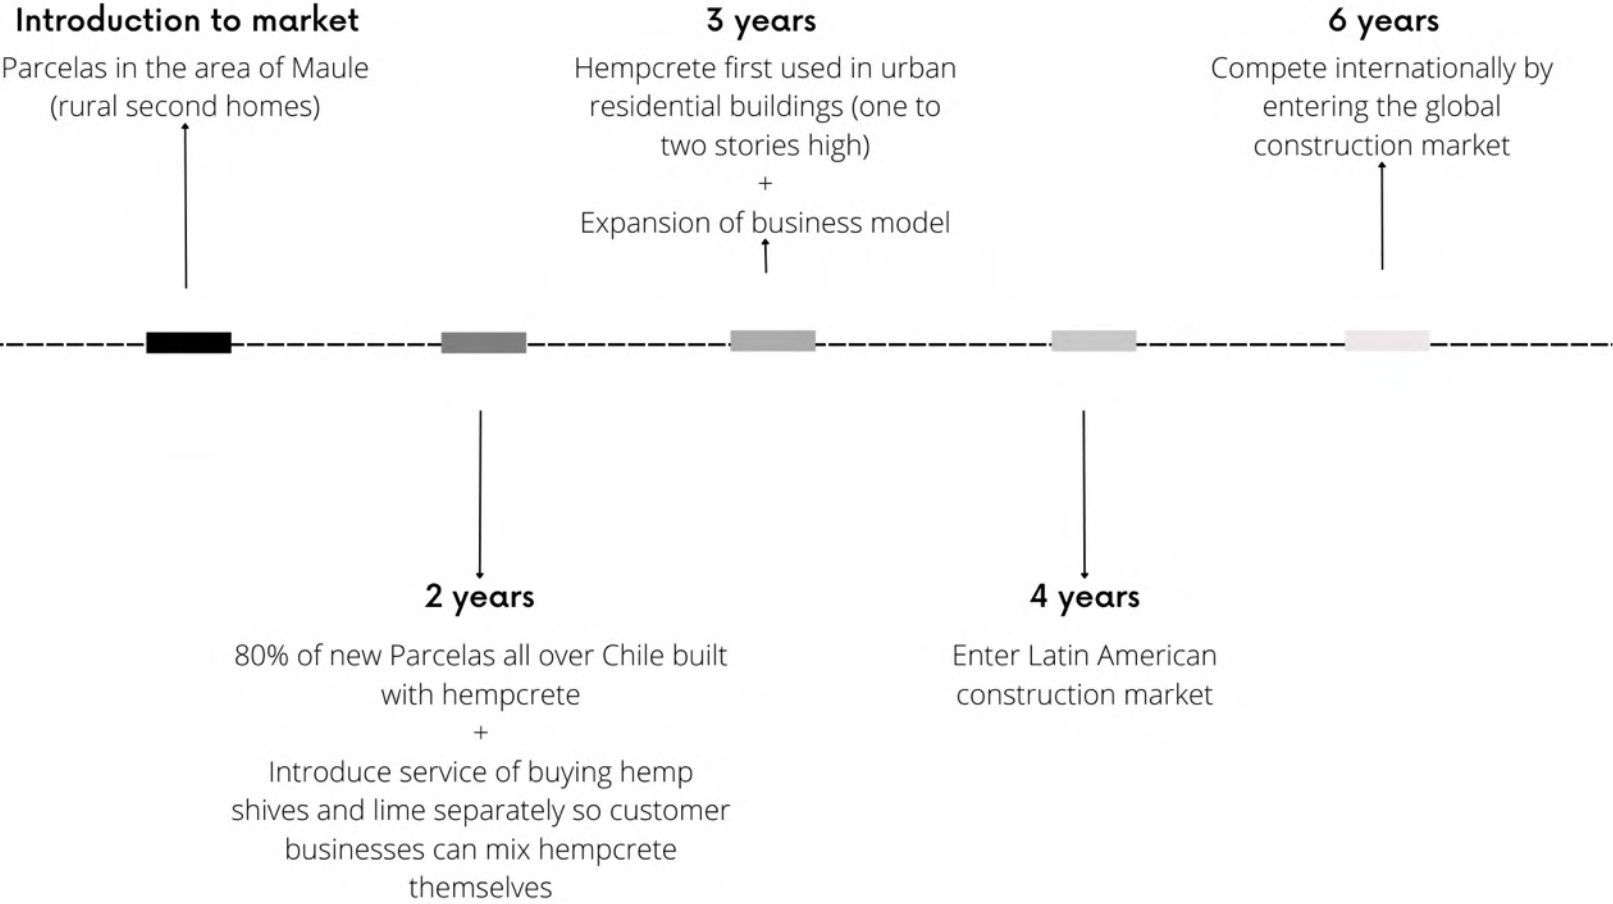 Introduction to market
Parcelas in the area of Maule
(rural second homes)
3 years
Hempcrete first used in urban
residential buildings (one to
two stories high)
+
Expansion of business model
6 years
Compete internationally by
entering the global
construction market
2 years
80% of new Parcelas all over Chile built
with hempcrete
+
Introduce service of buying hemp
shives and lime separately so customer
businesses can mix hempcrete
themselves
4 years
Enter Latin American
construction market